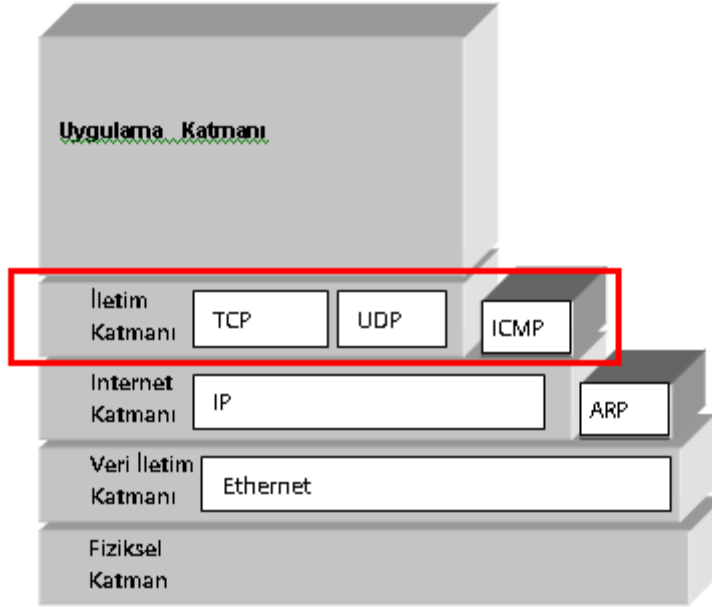 Uygulama Katmanı
İletim
Katmanı
TCP
UDP
ICMP
Internet
Katmanı
IP
ARP
Veri İletim
Katmanı
Ethernet
Fiziksel
Katman